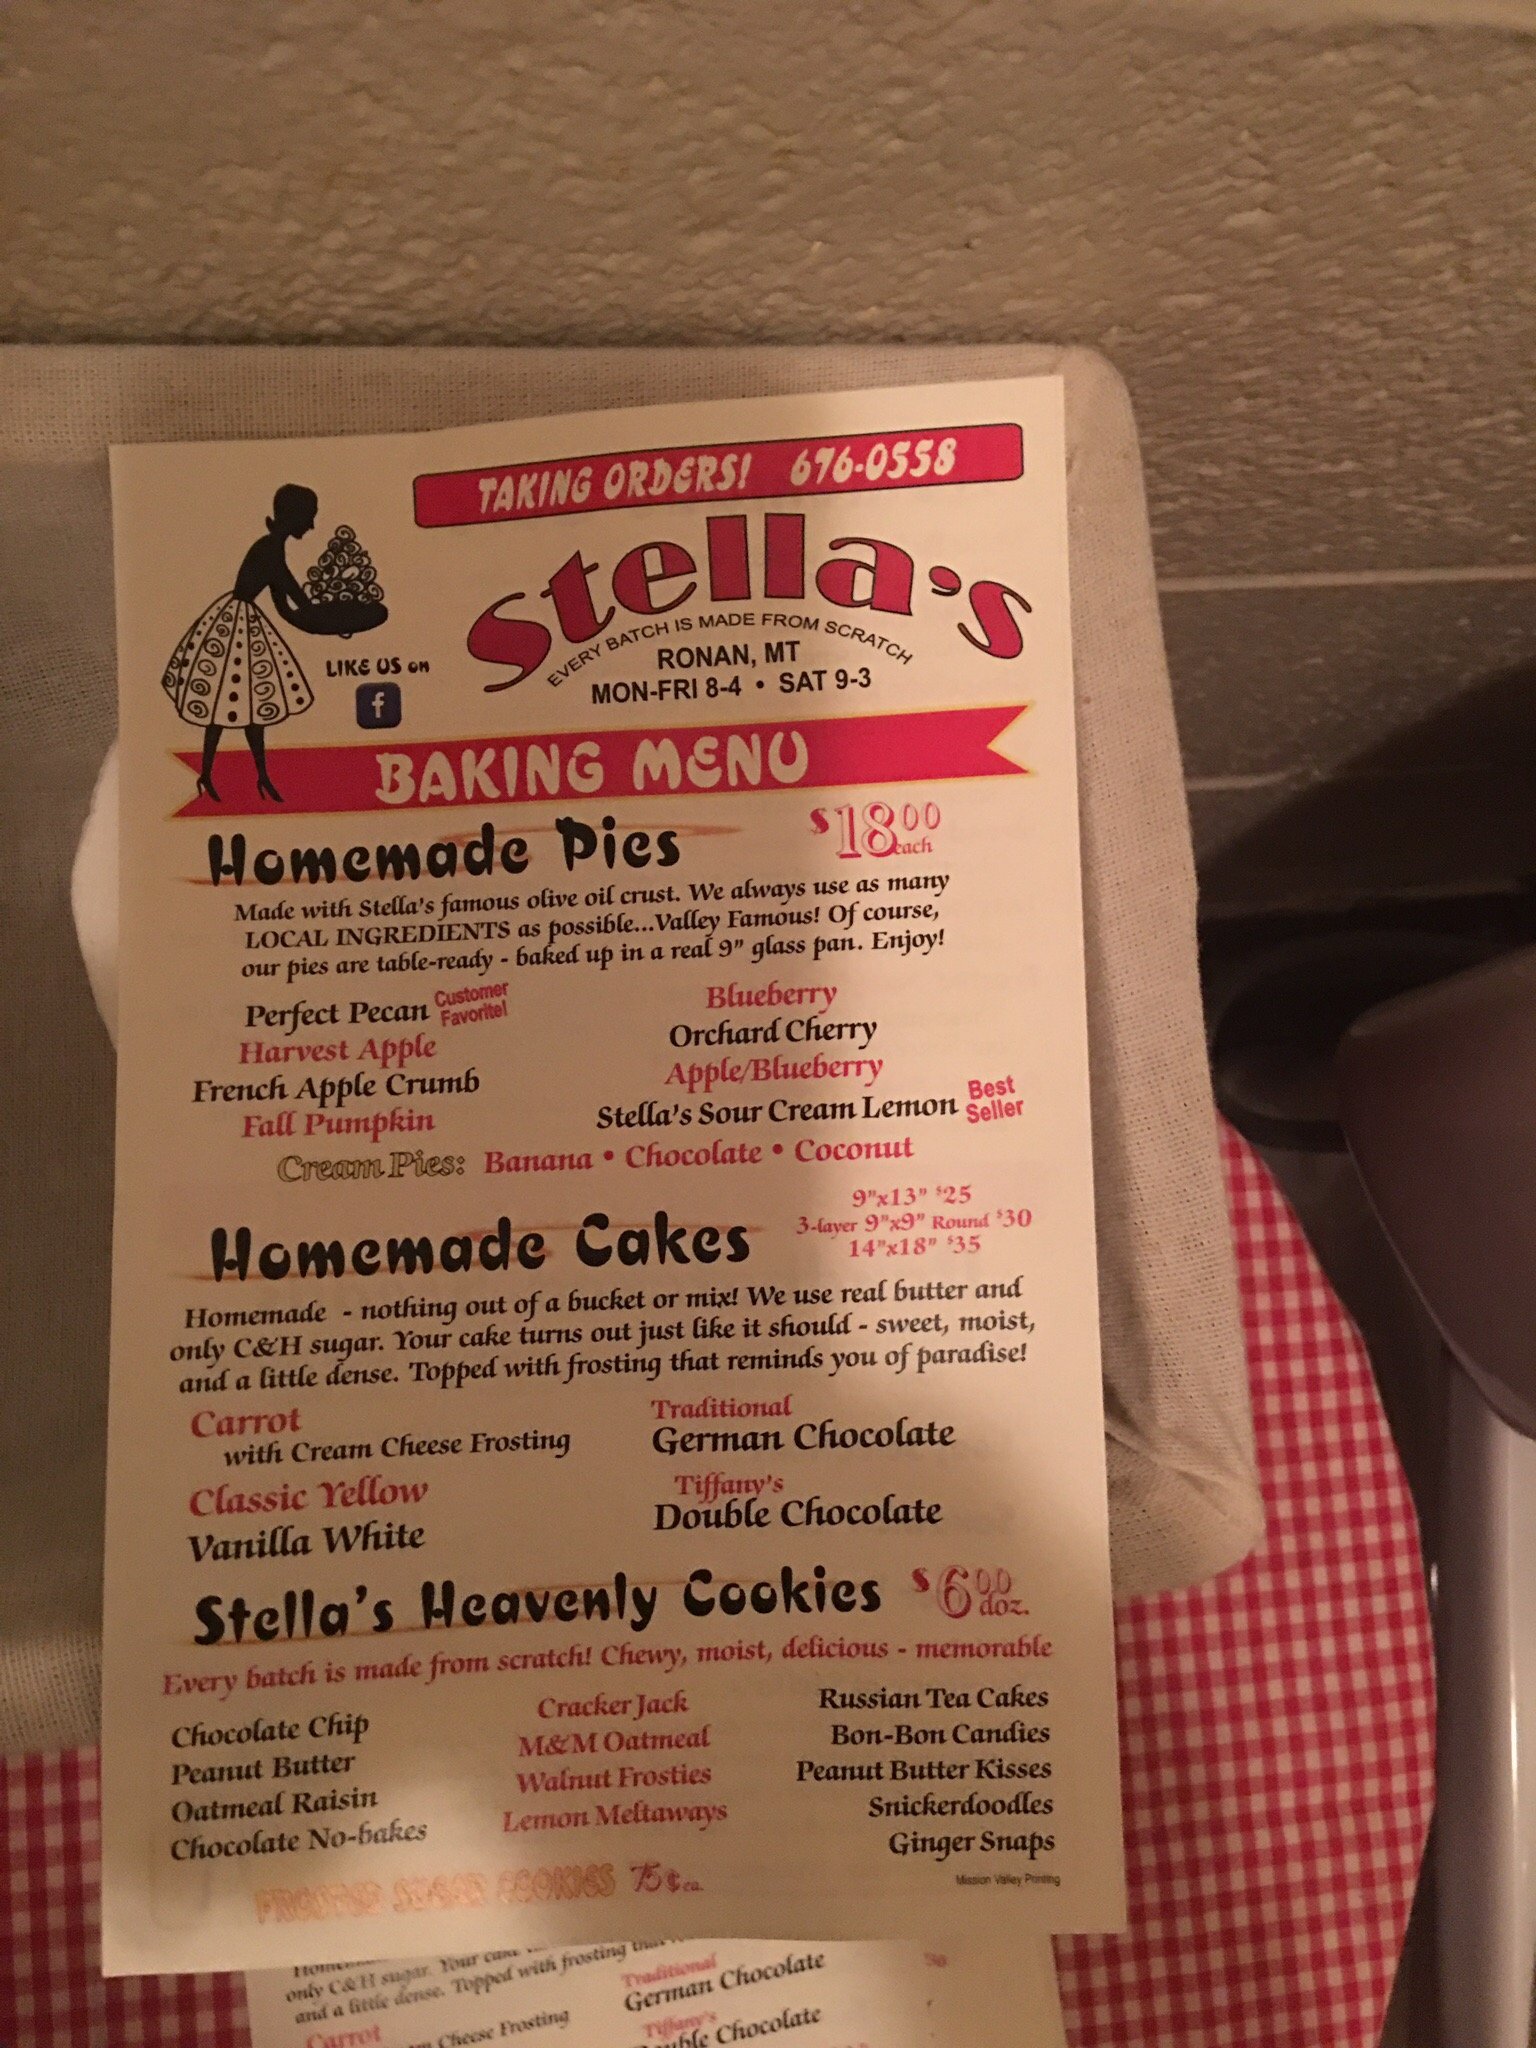 TAKING ORDERS! 676-0558
Stella's
EVERY BATCH IS MADE FROM SCRATCH
RONAN, MT
MON-FRI 8-4 • SAT 9-3
LIKE US on
f
BAKING MENU
Homemade Pies $18.00 each
Made with Stella's famous olive oil crust. We always use as many
LOCAL INGREDIENTS as possible...Valley Famous! Of course,
our pies are table-ready - baked up in a real 9" glass pan. Enjoy!
Perfect Pecan Customer Favorite!
Harvest Apple
French Apple Crumb
Fall Pumpkin
Blueberry
Orchard Cherry
Apple/Blueberry
Stella's Sour Cream Lemon Best Seller
Cream Pies: Banana • Chocolate • Coconut
Homemade Cakes
9"x13" $25
3-layer 9"x9" Round $30
14"x18" $35
Homemade - nothing out of a bucket or mix! We use real butter and
only C&H sugar. Your cake turns out just like it should - sweet, moist,
and a little dense. Topped with frosting that reminds you of paradise!
Carrot
with Cream Cheese Frosting
Classic Yellow
Vanilla White
Traditional
German Chocolate
Tiffany's
Double Chocolate
Stella's Heavenly Cookies $6.00 doz.
Every batch is made from scratch! Chewy, moist, delicious - memorable
Chocolate Chip
Peanut Butter
Oatmeal Raisin
Chocolate No-bakes
Cracker Jack
M&M Oatmeal
Walnut Frosties
Lemon Meltaways
Russian Tea Cakes
Bon-Bon Candies
Peanut Butter Kisses
Snickerdoodles
Ginger Snaps
FROSTED SUGAR COOKIES 75¢ ea.
Mission Valley Printing
only C&H sugar. Your cake
and a little dense. Topped with frosting that
Carrot
Cheese Frosting
Traditional
German Chocolate
Tiffany's
Double Chocolate